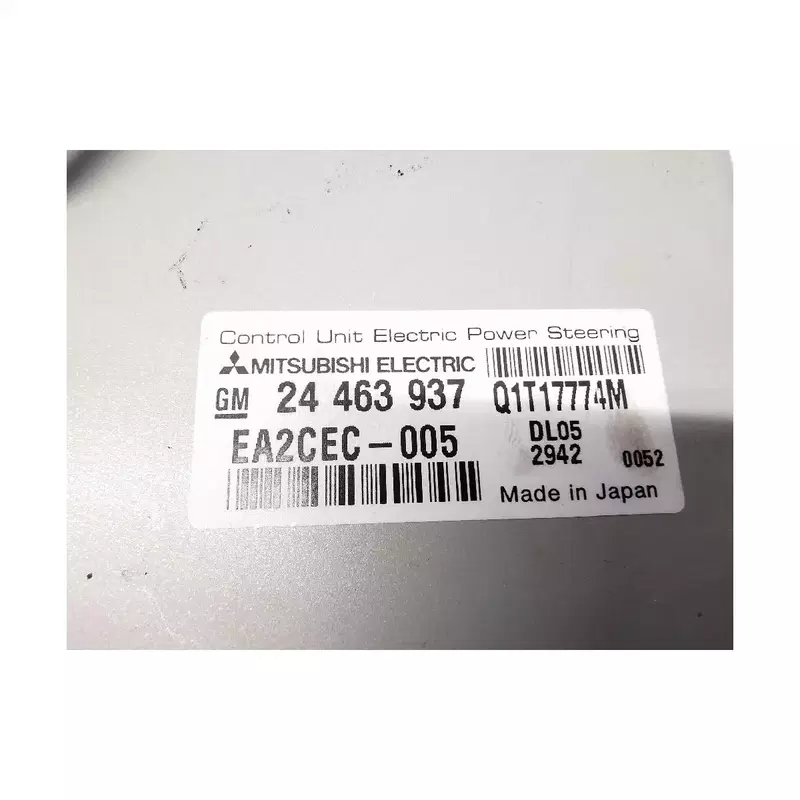 Control Unit Electric Power Steering
MITSUBISHI ELECTRIC
GM 24 463 937 Q1T17774M
EA2CEC-005 DL05
2942 0052
Made in Japan